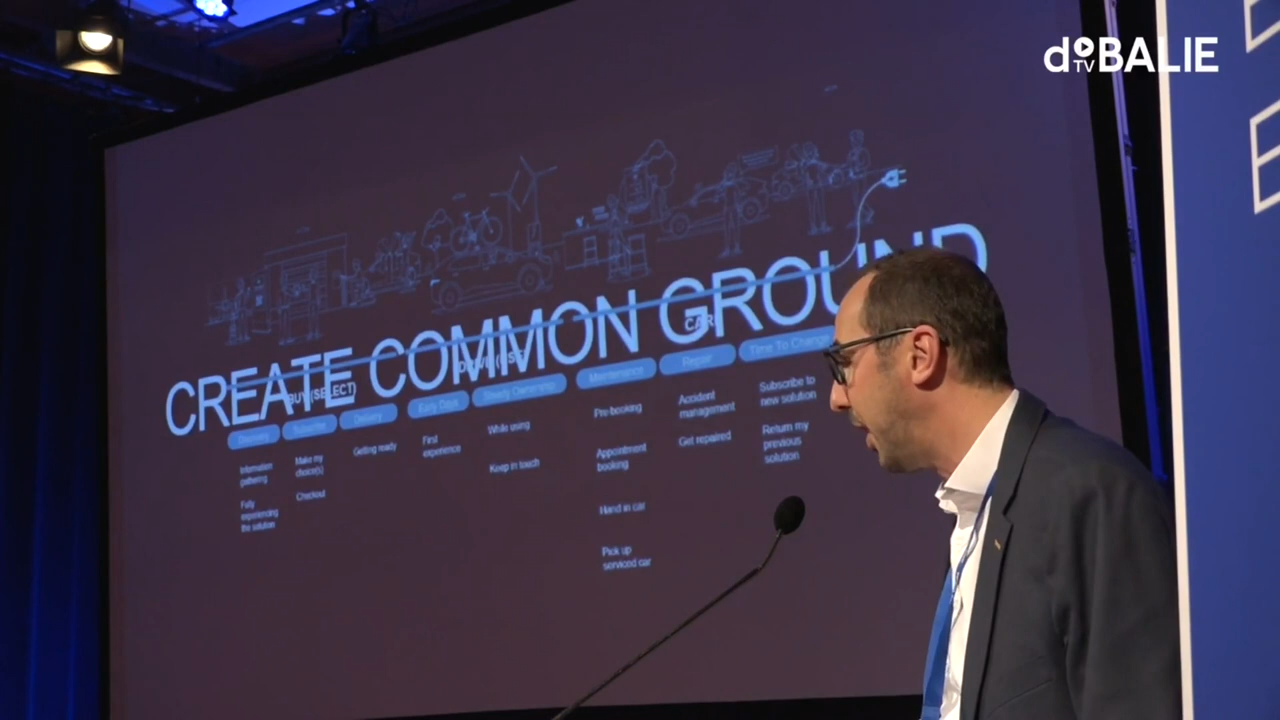 doBALIE
TV
CREATE COMMON GROUND
BUY (SELECT)
CAR
Discovery
Subscribe
Delivery
Early Days
Steady Ownership
Maintenance
Repair
Time To Change
Information
gathering
Fully
experiencing
the solution
Make my
choice(s)
Checkout
Getting ready
First
experience
While using
Keep in touch
Pre-booking
Appointment
booking
Hand in car
Pick up
serviced car
Accident
management
Get repaired
Subscribe to
new solution
Return my
previous
solution